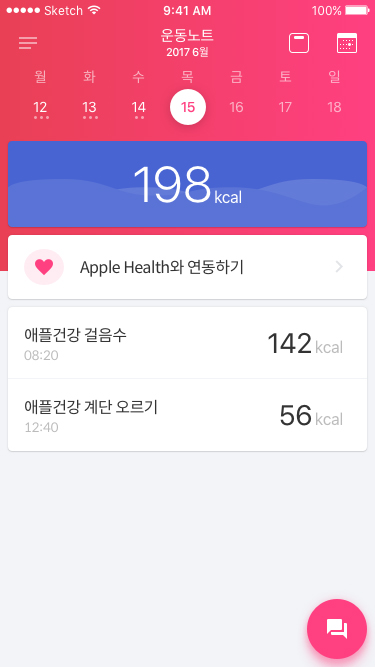 Sketch 9:41 AM 100%
운동노트
2017 6월
월 화 수 목 금 토 일
12 13 14 15 16 17 18
198 kcal
Apple Health와 연동하기
애플건강 걸음수
08:20
142 kcal
애플건강 계단 오르기
12:40
56 kcal